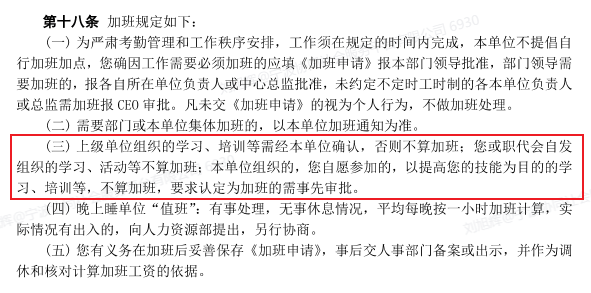 第十八条 加班规定如下：
(一) 为严肃考勤管理和工作秩序安排，工作须在规定的时间内完成，本单位不提倡自
行加班加点，您确因工作需要必须加班的应填《加班申请》报本部门领导批准，部门领导需
要加班的，报各自所在单位负责人或中心总监批准，未约定不定时工时制的各本单位负责人
或总监需加班报 CEO 审批。凡未交《加班申请》的视为个人行为，不做加班处理。
(二) 需要部门或本单位集体加班的，以本单位加班通知为准。
(三) 上级单位组织的学习、培训等需经本单位确认，否则不算加班；您或职代会自发
组织的学习、活动等不算加班；本单位组织的，您自愿参加的，以提高您的技能为目的的学
习、培训等，不算加班，要求认定为加班的需事先审批。
(四) 晚上睡单位“值班”：有事处理，无事休息情况，平均每晚按一小时加班计算，实
际情况有出入的，向人力资源部提出，另行协商。
(五) 您有义务在加班后妥善保存《加班申请》，事后交人事部门备案或出示，并作为调
休和核对计算加班工资的依据。